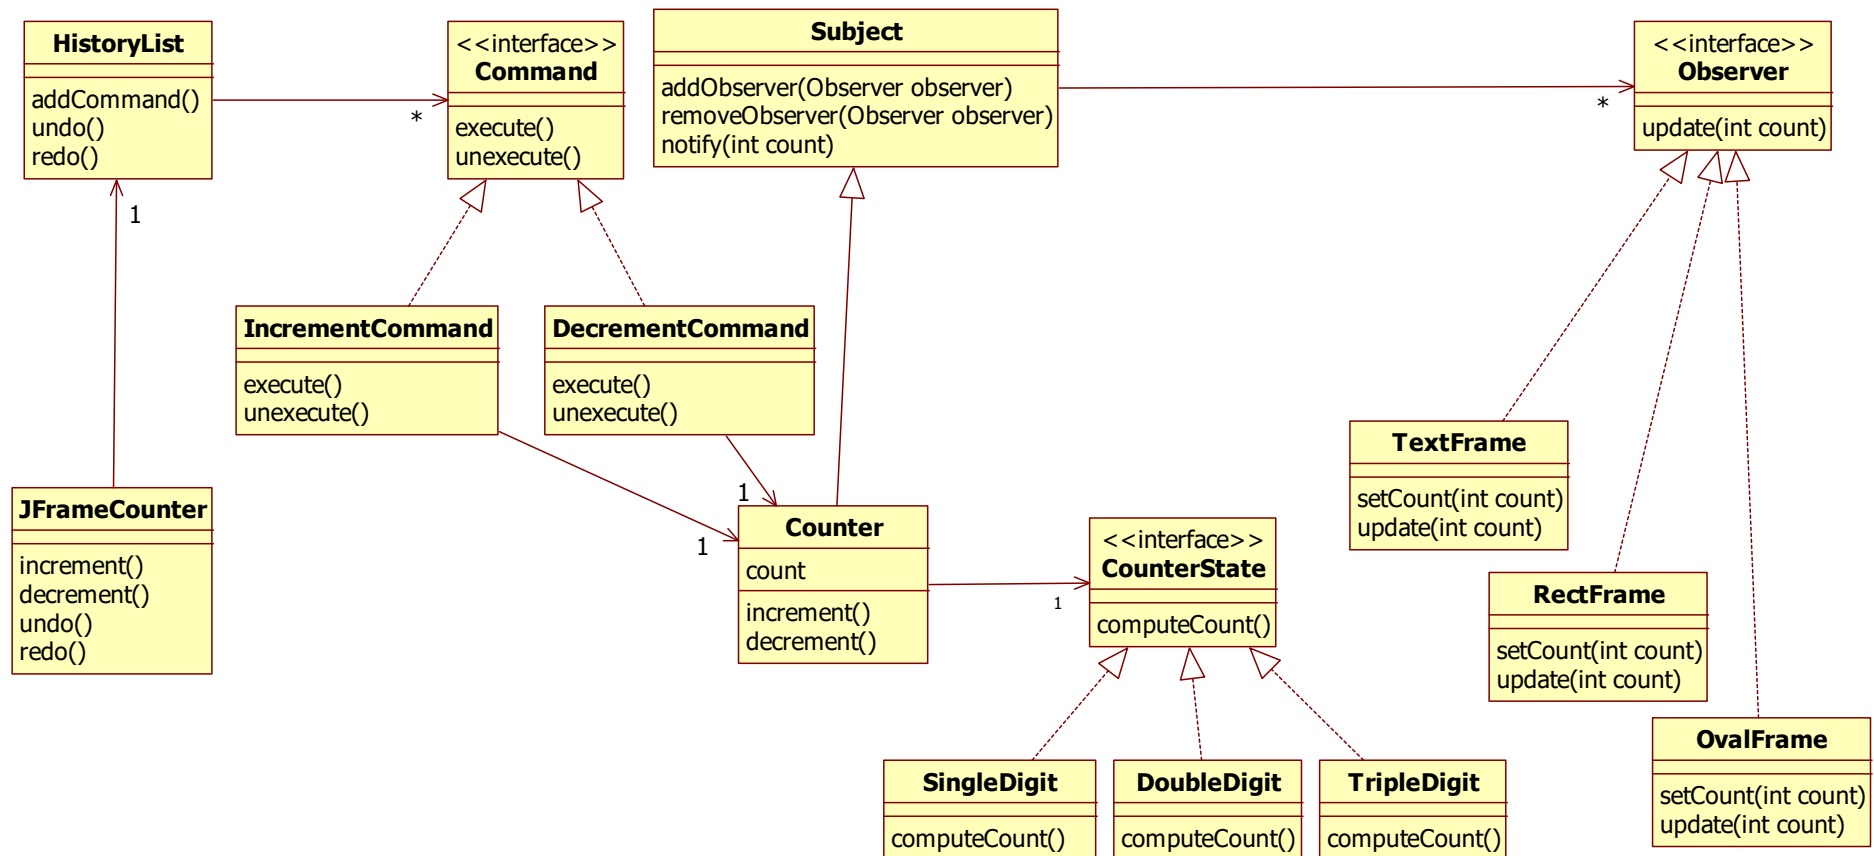 HistoryList
addCommand()
undo()
redo()
<<interface>>
Command
execute()
unexecute()
*
Subject
addObserver(Observer observer)
removeObserver(Observer observer)
notify(int count)
<<interface>>
Observer
update(int count)
*
1
IncrementCommand
execute()
unexecute()
DecrementCommand
execute()
unexecute()
JFrameCounter
increment()
decrement()
undo()
redo()
1
1
Counter
count
increment()
decrement()
1
<<interface>>
CounterState
computeCount()
TextFrame
setCount(int count)
update(int count)
RectFrame
setCount(int count)
update(int count)
OvalFrame
setCount(int count)
update(int count)
SingleDigit
computeCount()
DoubleDigit
computeCount()
TripleDigit
computeCount()